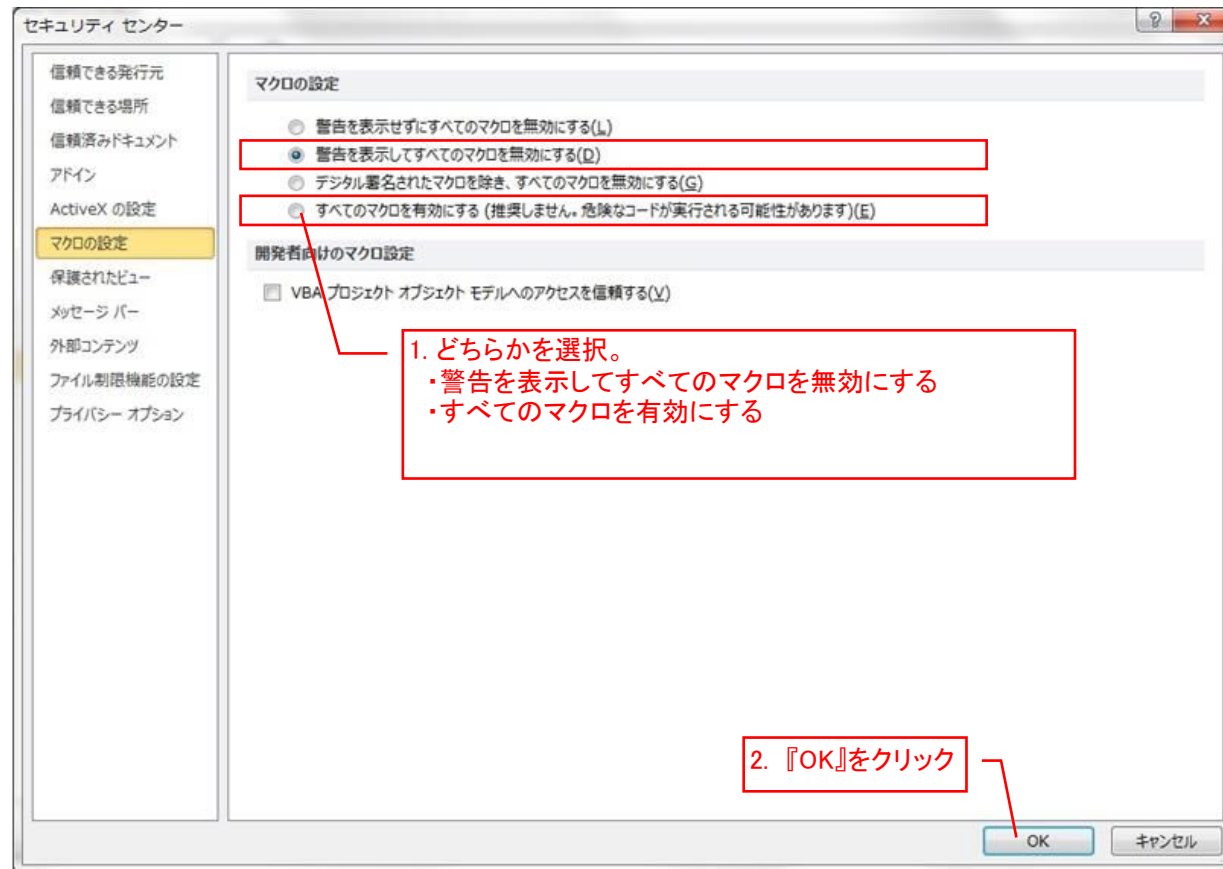 セキュリティ センター
信頼できる発行元
信頼できる場所
信頼済みドキュメント
アドイン
ActiveX の設定
マクロの設定
保護されたビュー
メッセージ バー
外部コンテンツ
ファイル制限機能の設定
プライバシー オプション
マクロの設定
警告を表示せずにすべてのマクロを無効にする(L)
警告を表示してすべてのマクロを無効にする(D)
デジタル署名されたマクロを除き、すべてのマクロを無効にする(G)
すべてのマクロを有効にする (推奨しません。危険なコードが実行される可能性があります)(E)
開発者向けのマクロ設定
VBA プロジェクト オブジェクト モデルへのアクセスを信頼する(V)
1. どちらかを選択。
・警告を表示してすべてのマクロを無効にする
・すべてのマクロを有効にする
2. 『OK』をクリック
OK
キャンセル